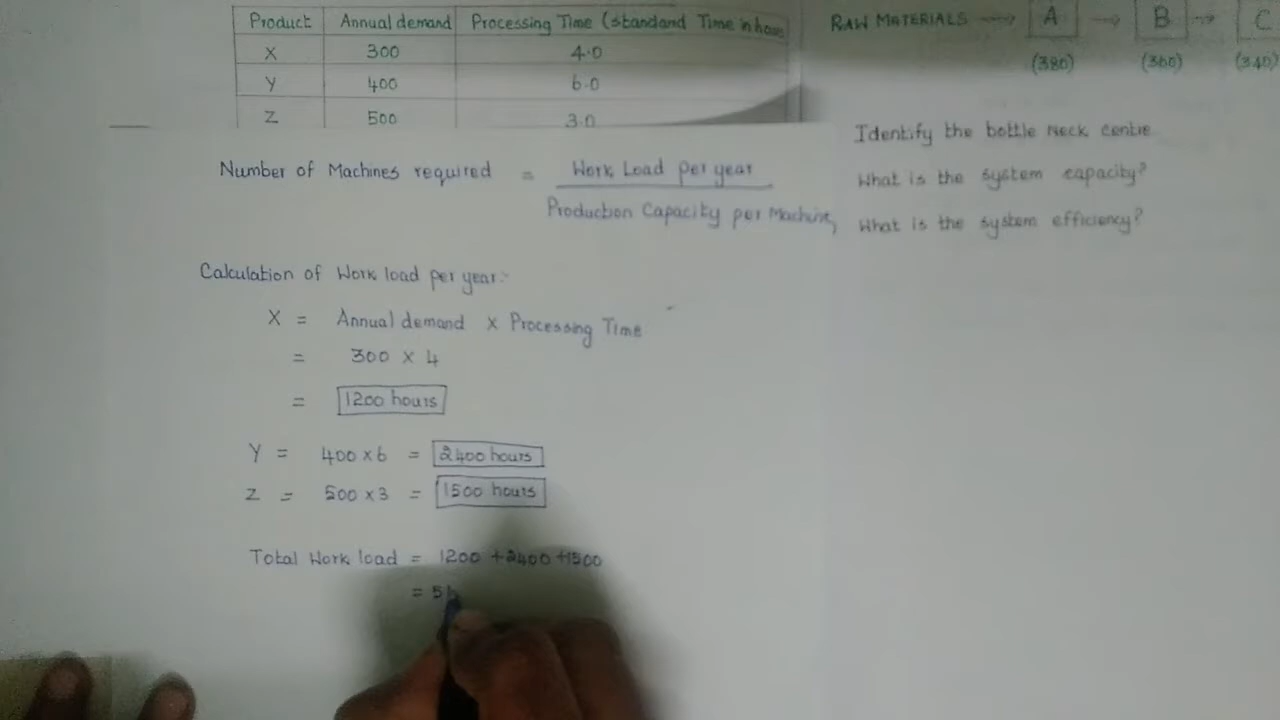 Product Annual demand Processing Time (Standard Time in hours
X 300 4.0
Y 400 6.0
Z 500 3.0
Number of Machines required = Work Load per year
Production Capacity per Machine,
Calculation of Work load per year:-
X = Annual demand x Processing Time
= 300 x 4
= 1200 hours
Y = 400 x 6 = 2400 hours
Z = 500 x 3 = 1500 hours
Total Work load = 1200 + 2400 + 1500
= 51
RAW MATERIALS → A → B → C
(380) (360) (340)
Identify the bottle neck centre
What is the system capacity?
What is the system efficiency?